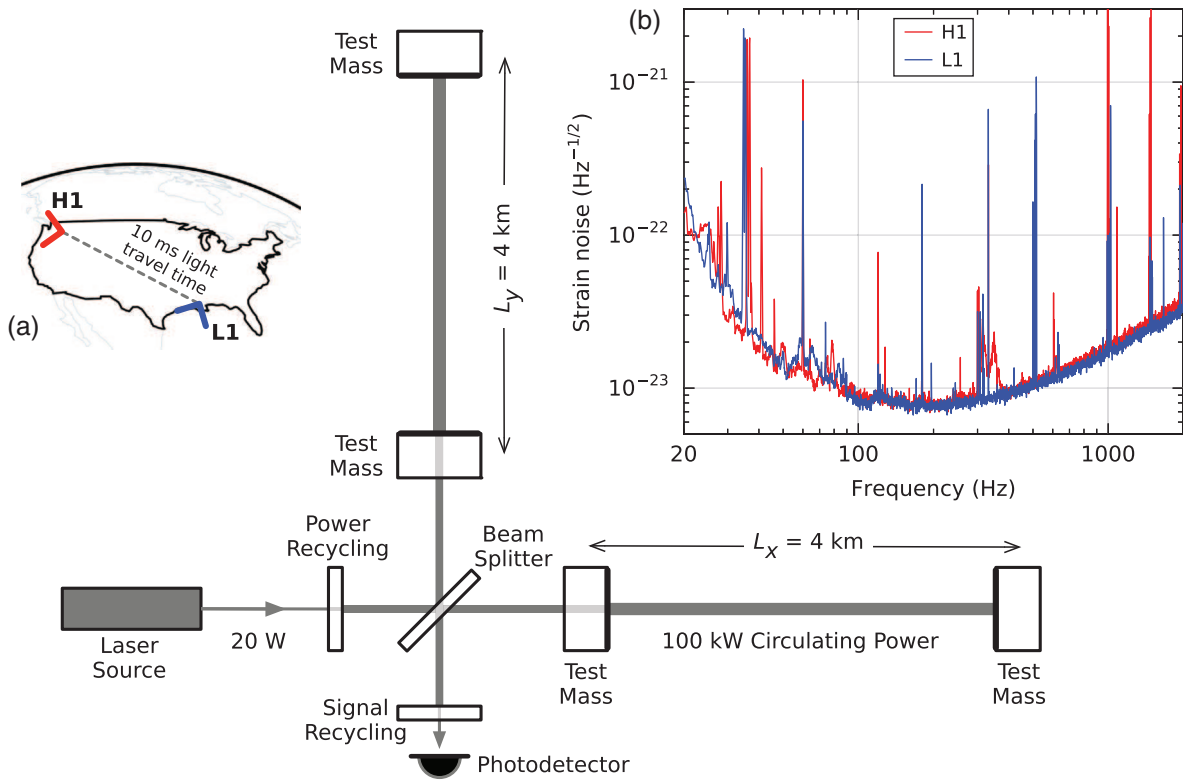 (a)
H1
10 ms light
travel time
L1
Test
Mass
L_y = 4 km
Test
Mass
Power
Recycling
Beam
Splitter
L_x = 4 km
Laser
Source
20 W
100 kW Circulating Power
Test
Mass
Test
Mass
Signal
Recycling
Photodetector
(b)
H1
L1
Strain noise (Hz^{-1/2})
10^{-21}
10^{-22}
10^{-23}
20
100
1000
Frequency (Hz)